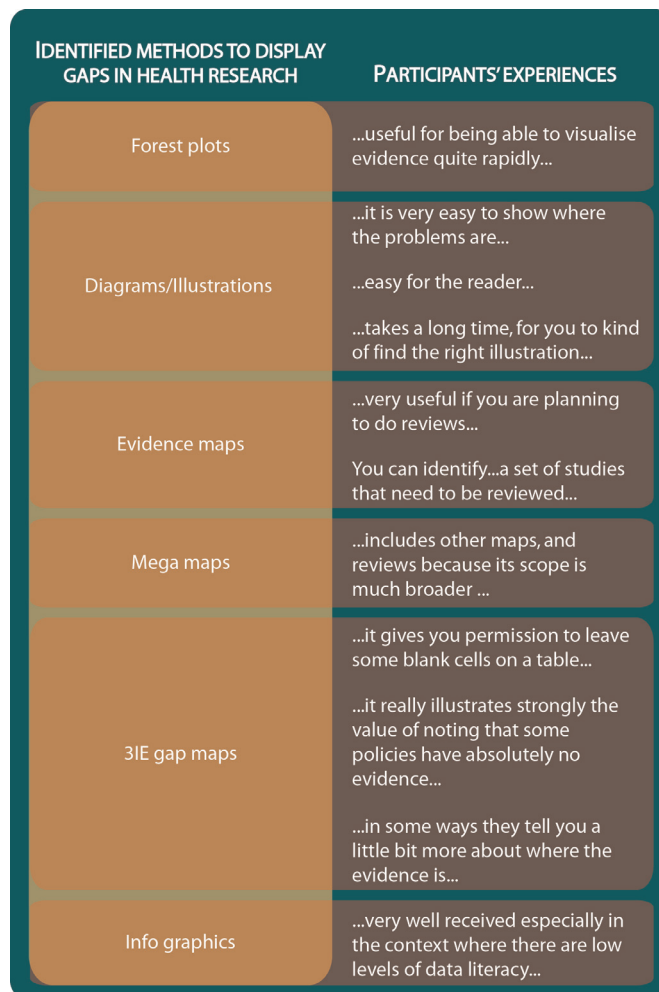 IDENTIFIED METHODS TO DISPLAY
GAPS IN HEALTH RESEARCH
PARTICIPANTS' EXPERIENCES
Forest plots
...useful for being able to visualise
evidence quite rapidly...
Diagrams/Illustrations
...it is very easy to show where
the problems are...
...easy for the reader...
...takes a long time, for you to kind
of find the right illustration...
Evidence maps
...very useful if you are planning
to do reviews...
You can identify...a set of studies
that need to be reviewed...
Mega maps
...includes other maps, and
reviews because its scope is
much broader ...
3IE gap maps
...it gives you permission to leave
some blank cells on a table...
...it really illustrates strongly the
value of noting that some
policies have absolutely no
evidence...
...in some ways they tell you a
little bit more about where the
evidence is...
Info graphics
...very well received especially in
the context where there are low
levels of data literacy...